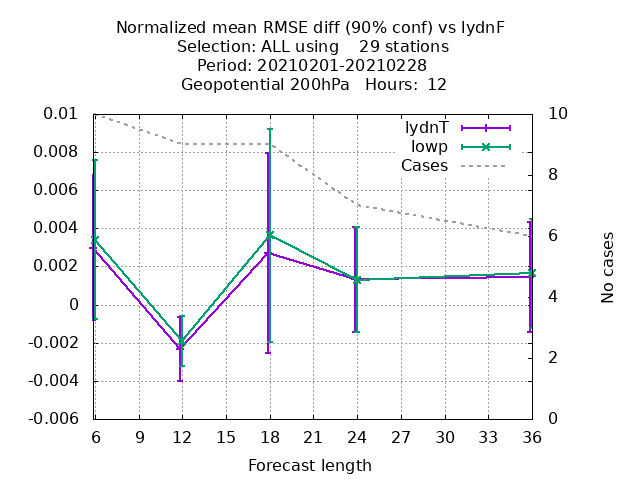 Normalized mean RMSE diff (90% conf) vs lydnF
Selection: ALL using    29 stations
Period: 20210201-20210228
Geopotential 200hPa   Hours:  12
0.01
0.008
0.006
0.004
0.002
0
-0.002
-0.004
-0.006
10
8
6
4
2
0
lydnT
lowp
Cases
No cases
6 9 12 15 18 21 24 27 30 33 36
Forecast length